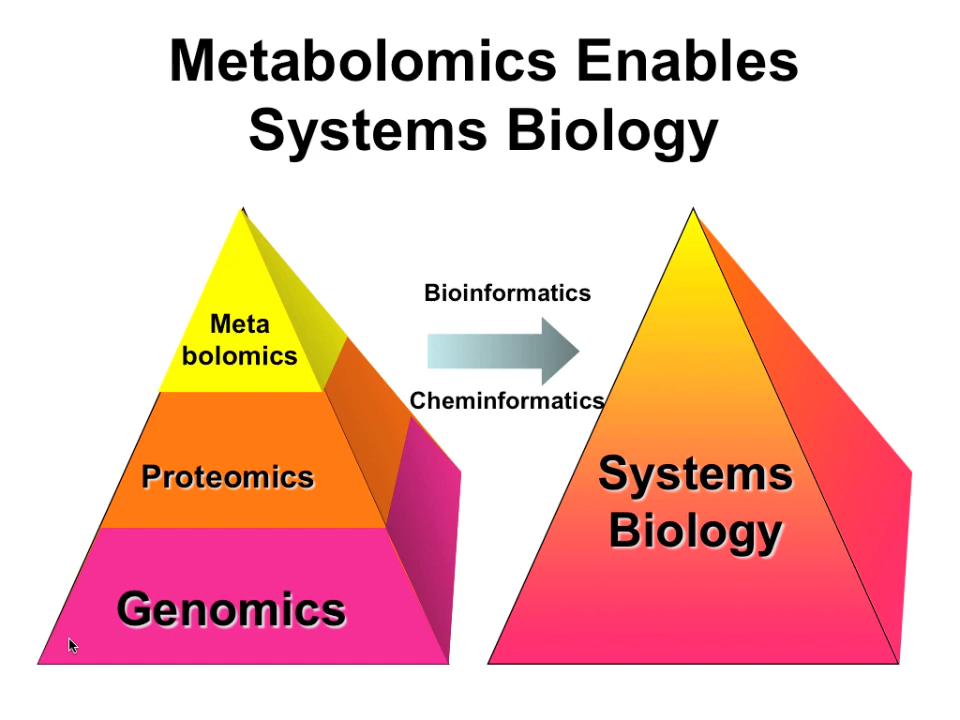 Metabolomics Enables
Systems Biology
Meta
bolomics
Proteomics
Genomics
Bioinformatics
Cheminformatics
Systems
Biology